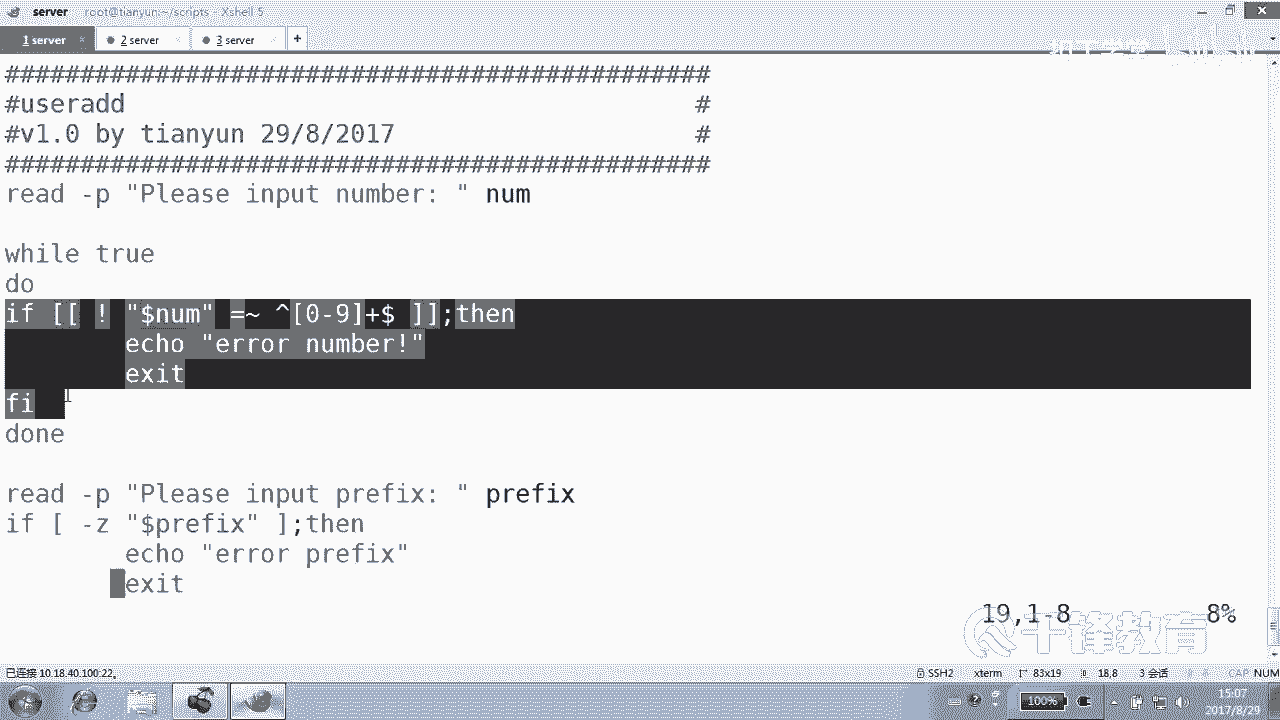 server root@tianyun:~/scripts - Xshell 5
1 server 2 server 3 server +
###############################################
#useradd #
#v1.0 by tianyun 29/8/2017 #
###############################################
read -p "Please input number: " num
while true
do
if [[ ! "$num" =~ ^[0-9]+$ ]];then
echo "error number!"
exit
fi
done
read -p "Please input prefix: " prefix
if [ -z "$prefix" ];then
echo "error prefix"
exit
19,1-8 8%
千锋教育
已连接 10.18.40.100:22。 SSH2 xterm 83x19 18,8 3 会话 CAP NUM
100% 15:07
2017/8/29